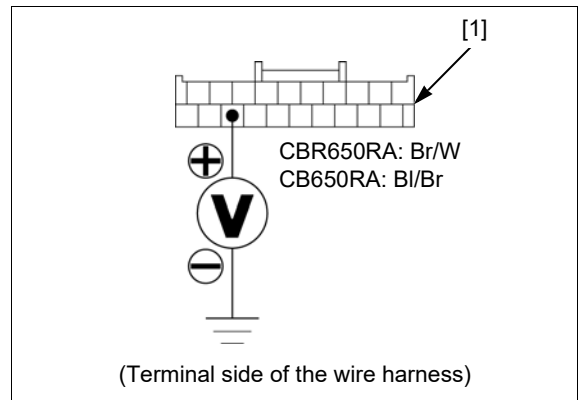 [1]
CBR650RA: Br/W
CB650RA: Bl/Br
V
(Terminal side of the wire harness)